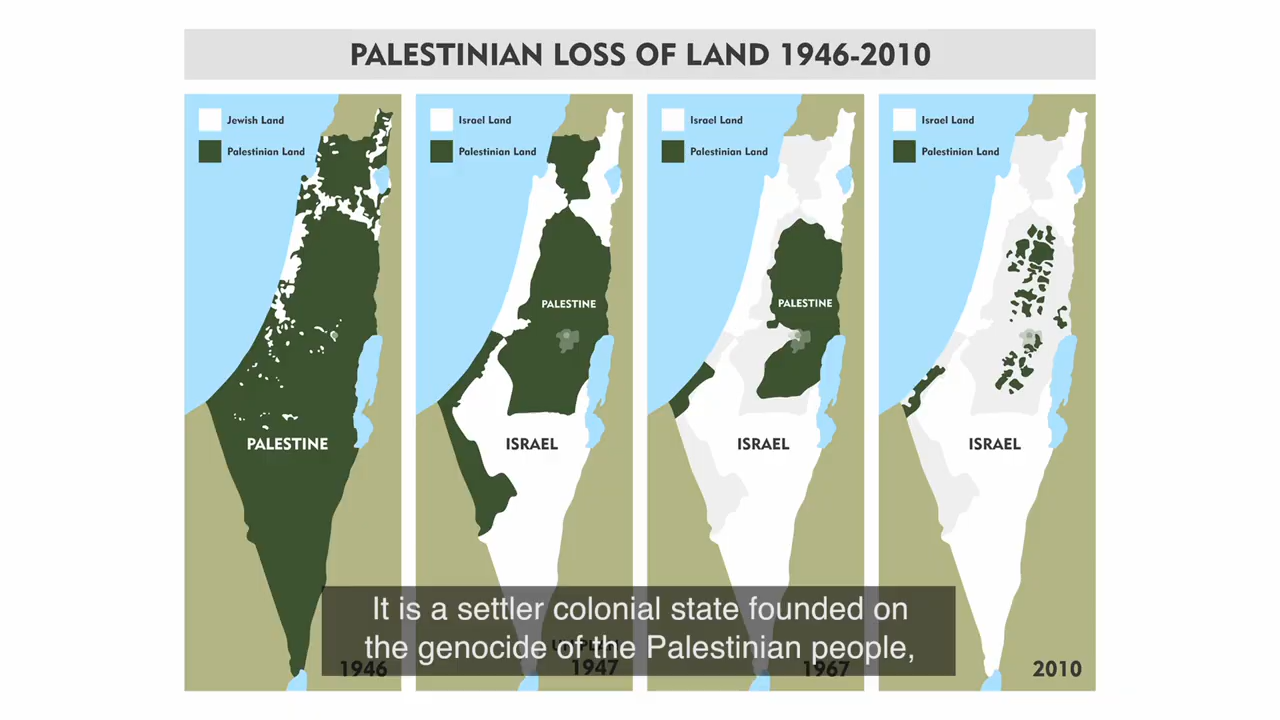 PALESTINIAN LOSS OF LAND 1946-2010
Jewish Land
Palestinian Land
PALESTINE
1946
Israel Land
Palestinian Land
PALESTINE
ISRAEL
1947
Israel Land
Palestinian Land
PALESTINE
ISRAEL
1967
Israel Land
Palestinian Land
ISRAEL
2010
It is a settler colonial state founded on
the genocide of the Palestinian people,